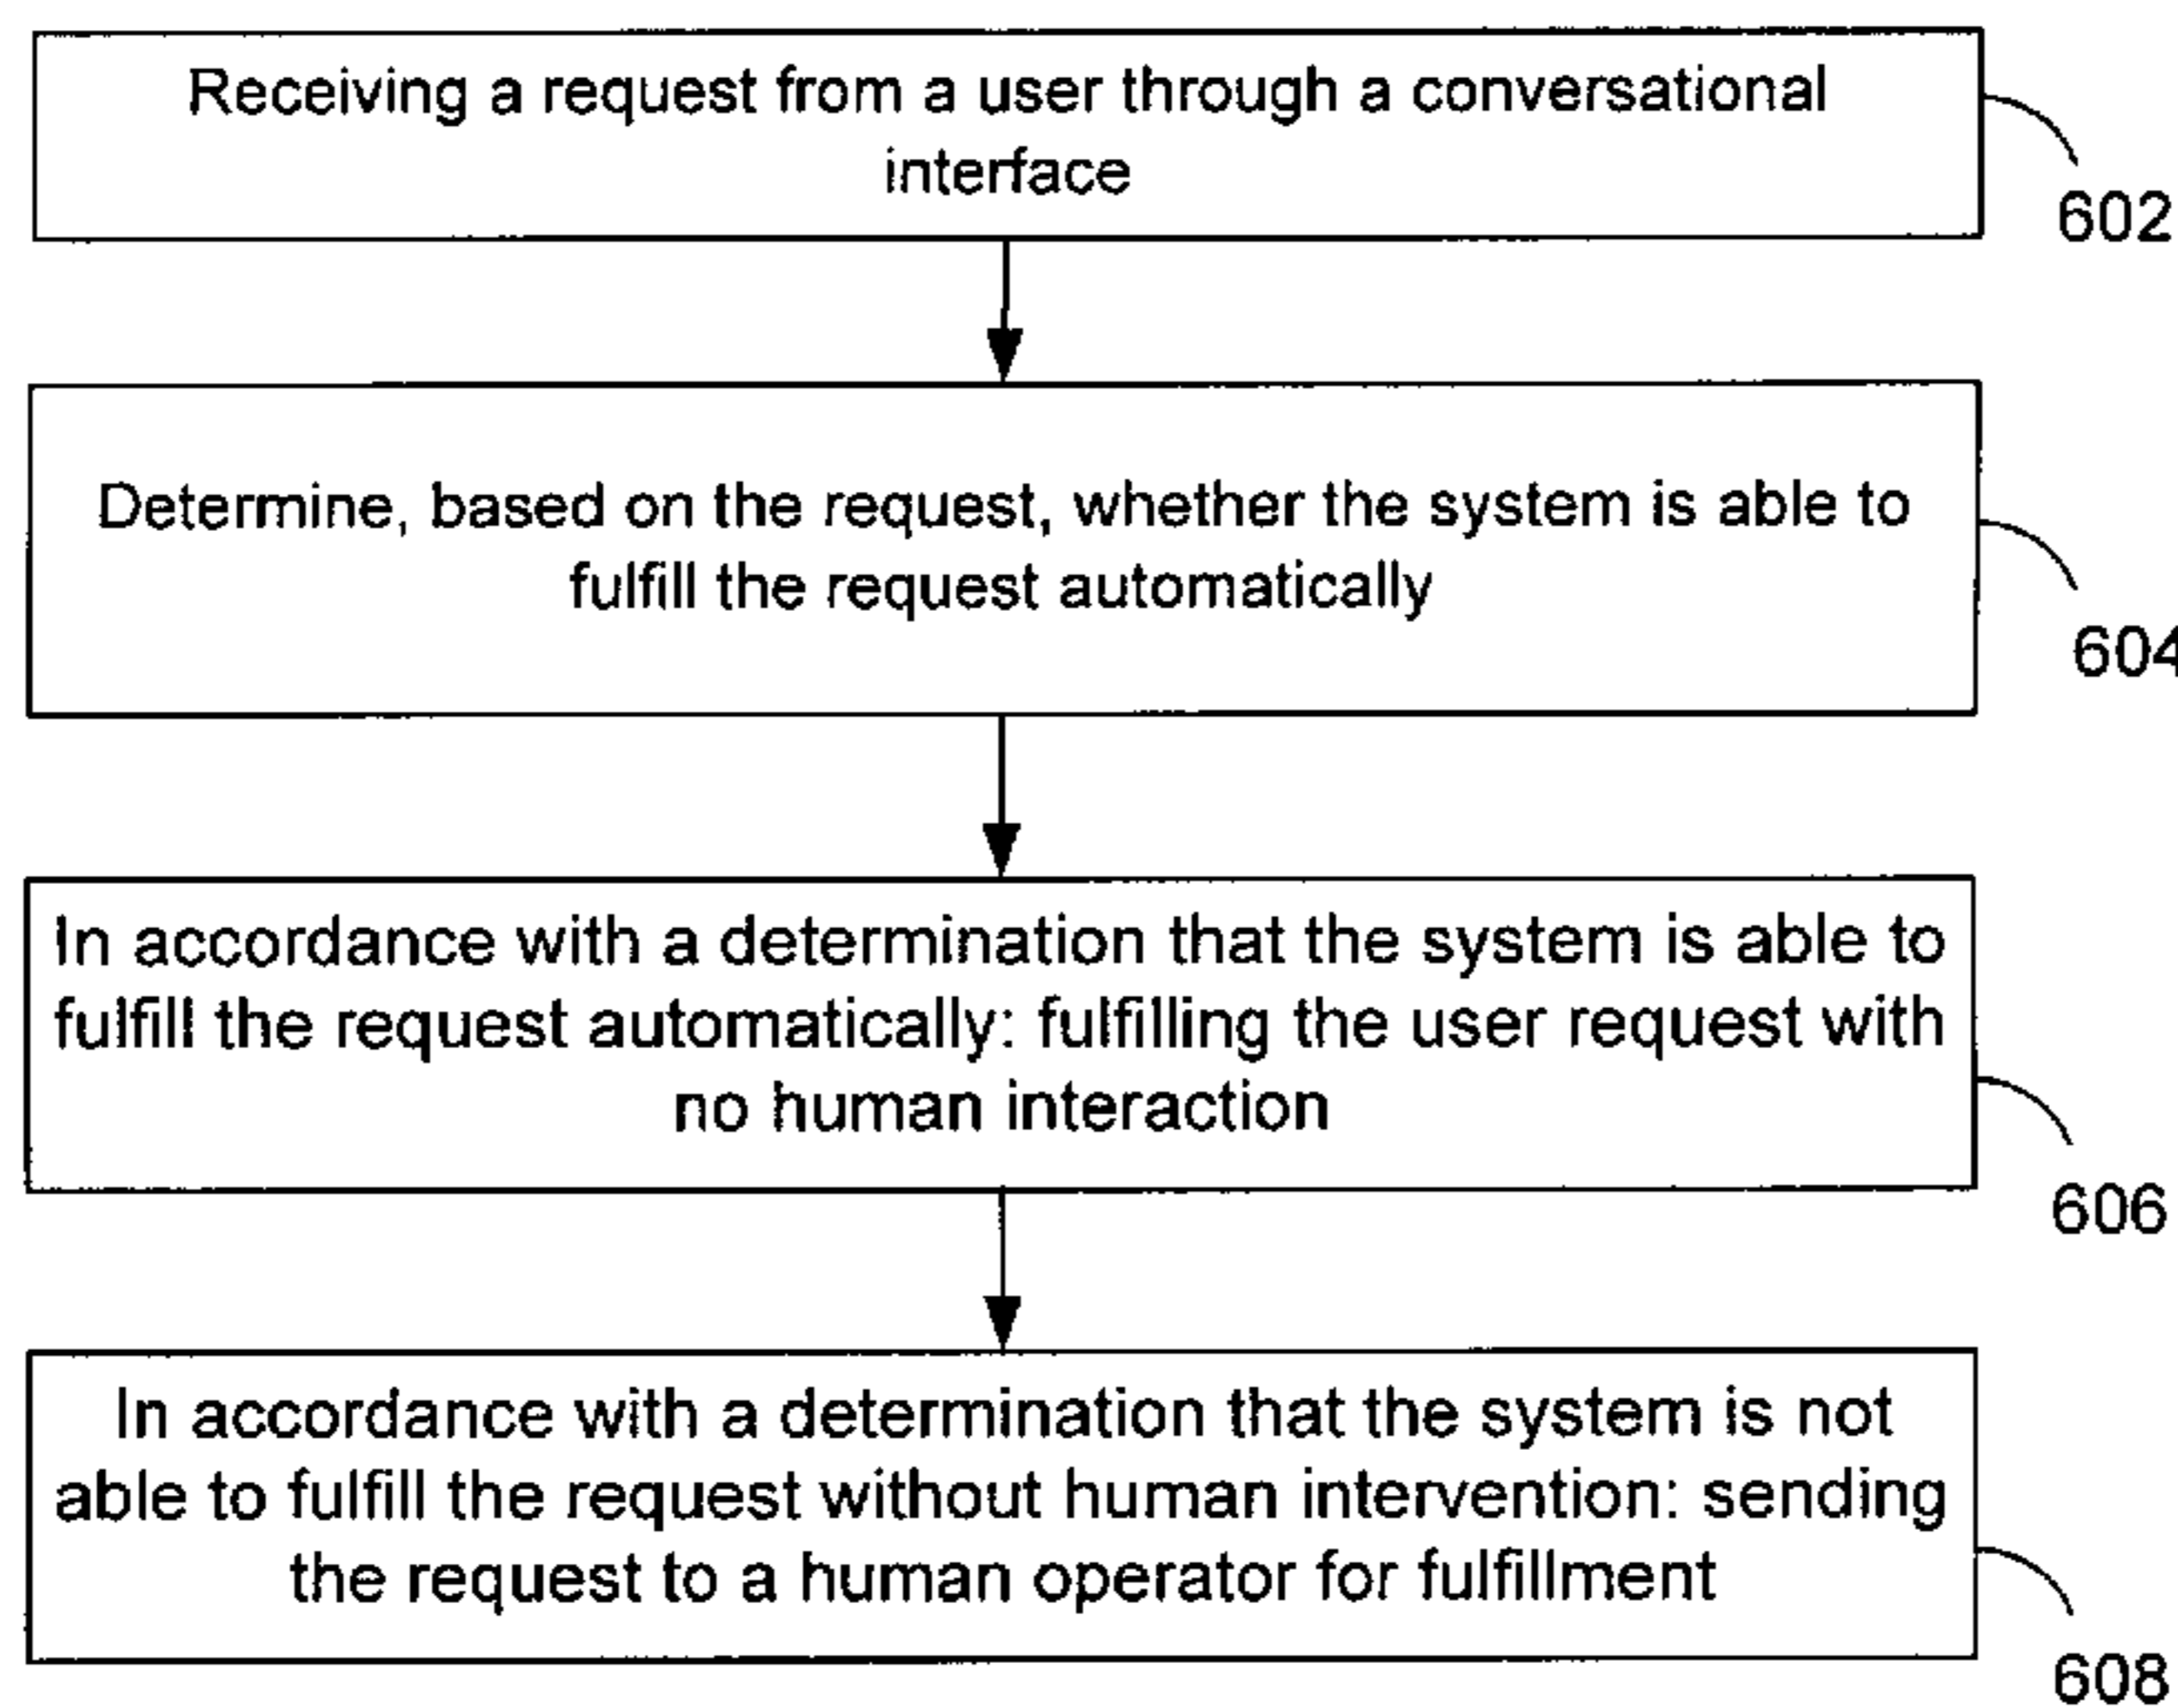 Receiving a request from a user through a conversational
interface
602
Determine, based on the request, whether the system is able to
fulfill the request automatically
604
In accordance with a determination that the system is able to
fulfill the request automatically: fulfilling the user request with
no human interaction
606
In accordance with a determination that the system is not
able to fulfill the request without human intervention: sending
the request to a human operator for fulfillment
608